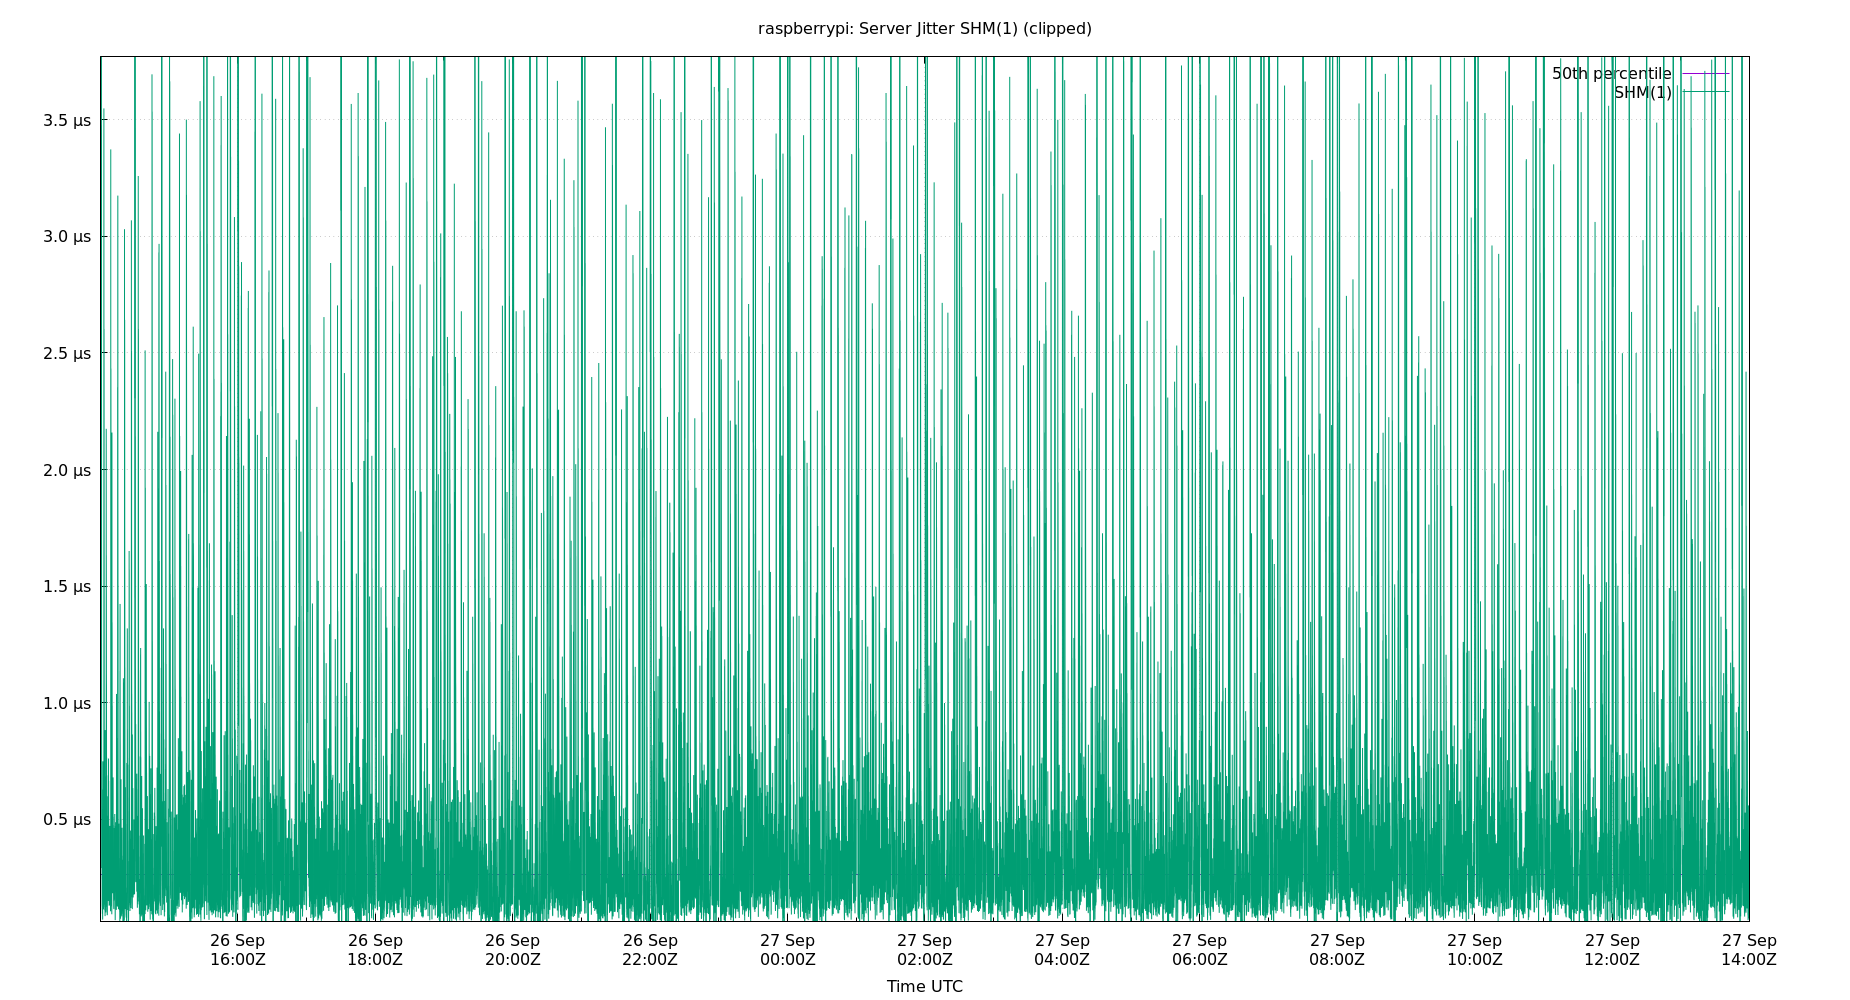 raspberrypi: Server Jitter SHM(1) (clipped)
50th percentile
SHM(1)
3.5 µs
3.0 µs
2.5 µs
2.0 µs
1.5 µs
1.0 µs
0.5 µs
26 Sep 26 Sep 26 Sep 26 Sep 27 Sep 27 Sep 27 Sep 27 Sep 27 Sep 27 Sep 27 Sep 27 Sep
16:00Z 18:00Z 20:00Z 22:00Z 00:00Z 02:00Z 04:00Z 06:00Z 08:00Z 10:00Z 12:00Z 14:00Z
Time UTC